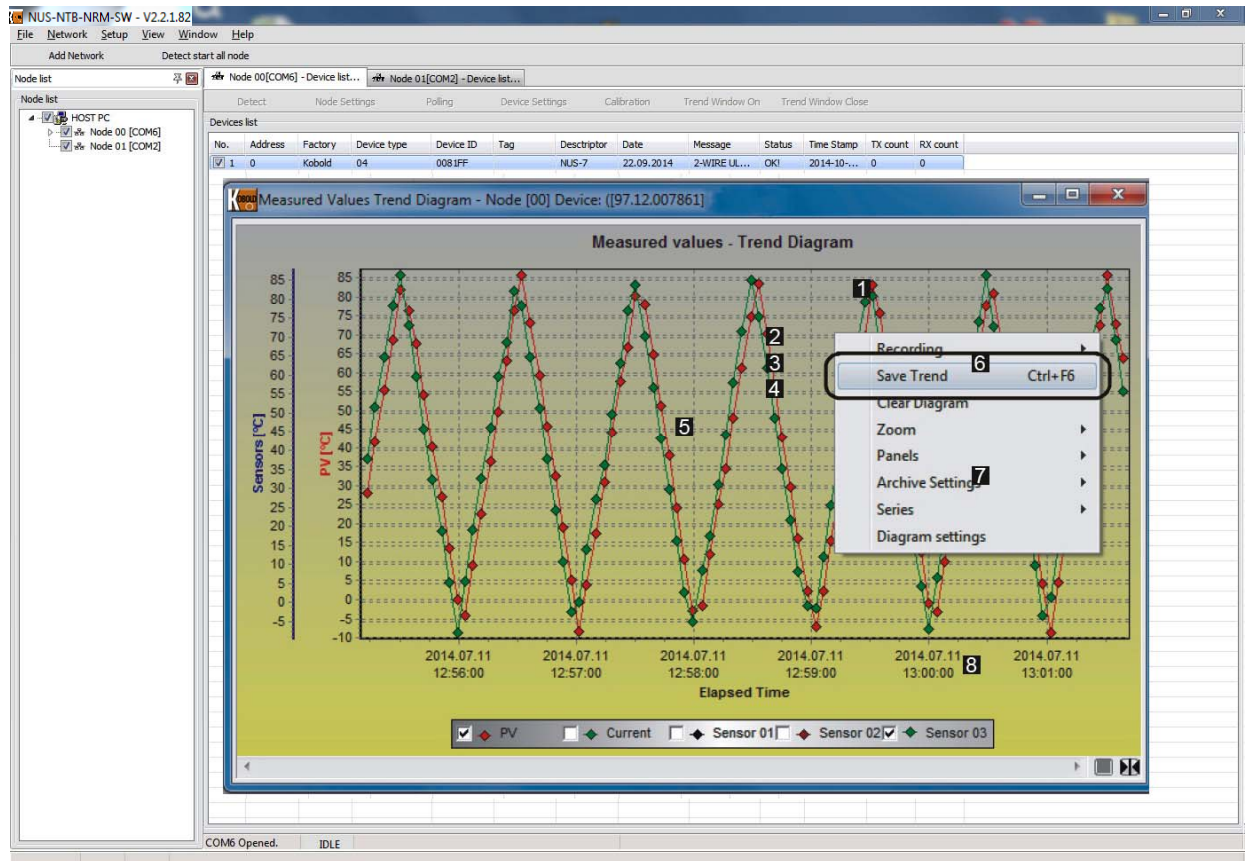 NUS-NTB-NRM-SW - V2.2.1.82
File Network Setup View Window Help
Add Network Detect start all node
Node list
Node 00[COM6] - Device list... Node 01[COM2] - Device list...
Node list
HOST PC
Node 00 [COM6]
Node 01 [COM2]
Detect Node Settings Polling Device Settings Calibration Trend Window On Trend Window Close
Devices list
No. Address Factory Device type Device ID Tag Desctriptor Date Message Status Time Stamp TX count RX count
1 0 Kobold 04 0081FF NUS-7 22.09.2014 2-WIRE UL... OK! 2014-10-... 0 0
KOBOLD Measured Values Trend Diagram - Node [00] Device: ([97.12.007861]
Measured values - Trend Diagram
Sensors [°C]
85
80
75
70
65
60
55
50
45
40
35
30
25
20
15
10
5
0
-5
PV [°C]
85
80
75
70
65
60
55
50
45
40
35
30
25
20
15
10
5
0
-5
-10
1
2
3
4
5
Recording
6
Save Trend Ctrl+F6
Clear Diagram
Zoom
Panels
Archive Settings
7
Series
Diagram settings
2014.07.11 2014.07.11 2014.07.11 2014.07.11 2014.07.11 2014.07.11
12:56:00 12:57:00 12:58:00 12:59:00 13:00:00 13:01:00
8
Elapsed Time
PV Current Sensor 01 Sensor 02 Sensor 03
COM6 Opened. IDLE